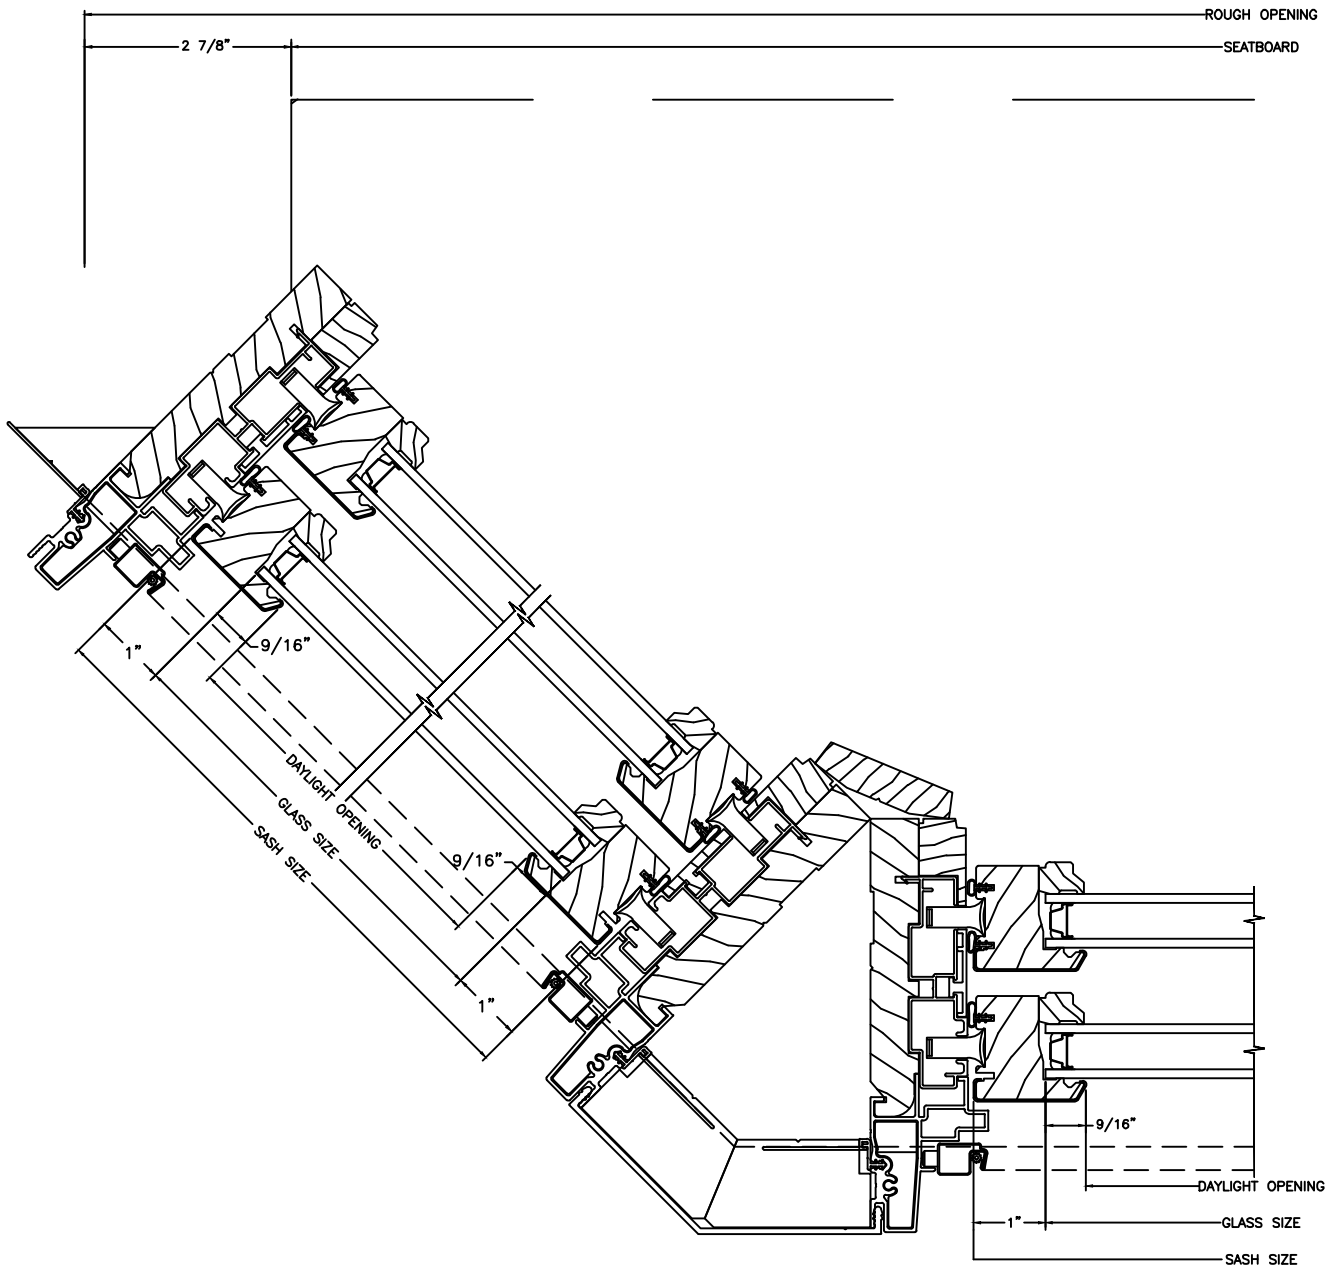 ROUGH OPENING
2 7/8"
SEATBOARD
9/16"
1"
DAYLIGHT OPENING
GLASS SIZE
SASH SIZE
9/16"
1"
9/16"
DAYLIGHT OPENING
1"
GLASS SIZE
SASH SIZE